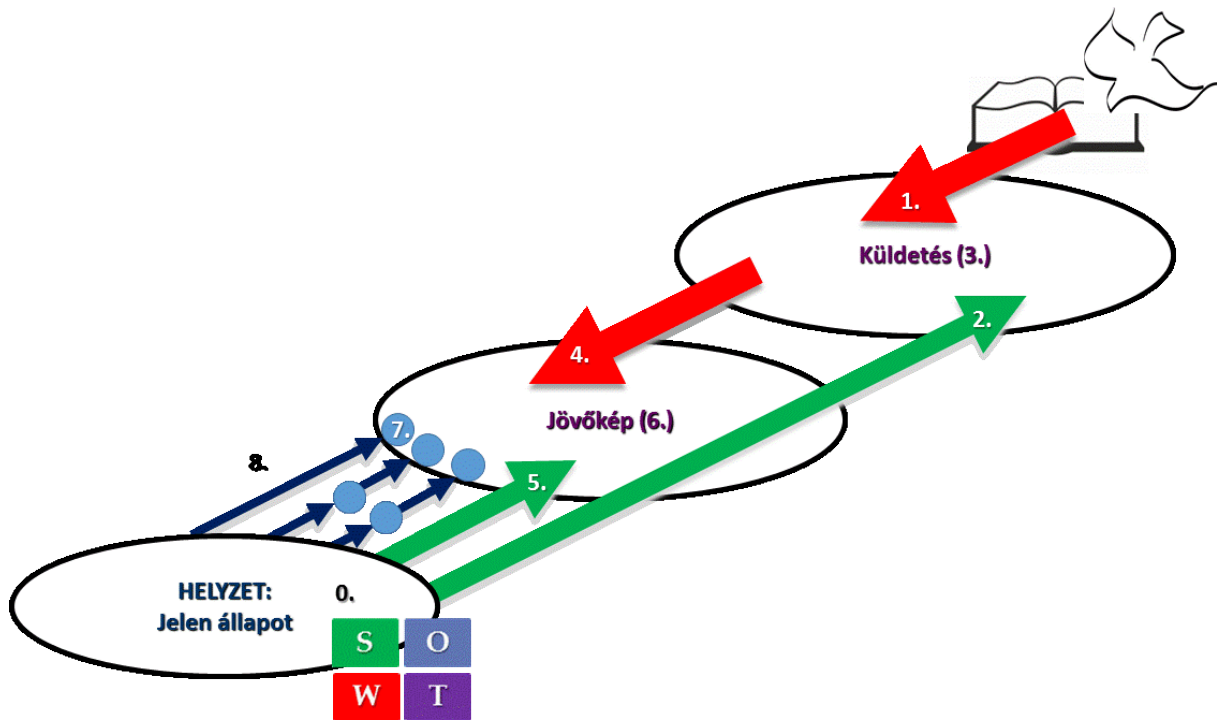 1.
Küldetés (3.)
2.
4.
Jövőkép (6.)
7.
8.
5.
HELYZET:
Jelen állapot
0.
S O
W T